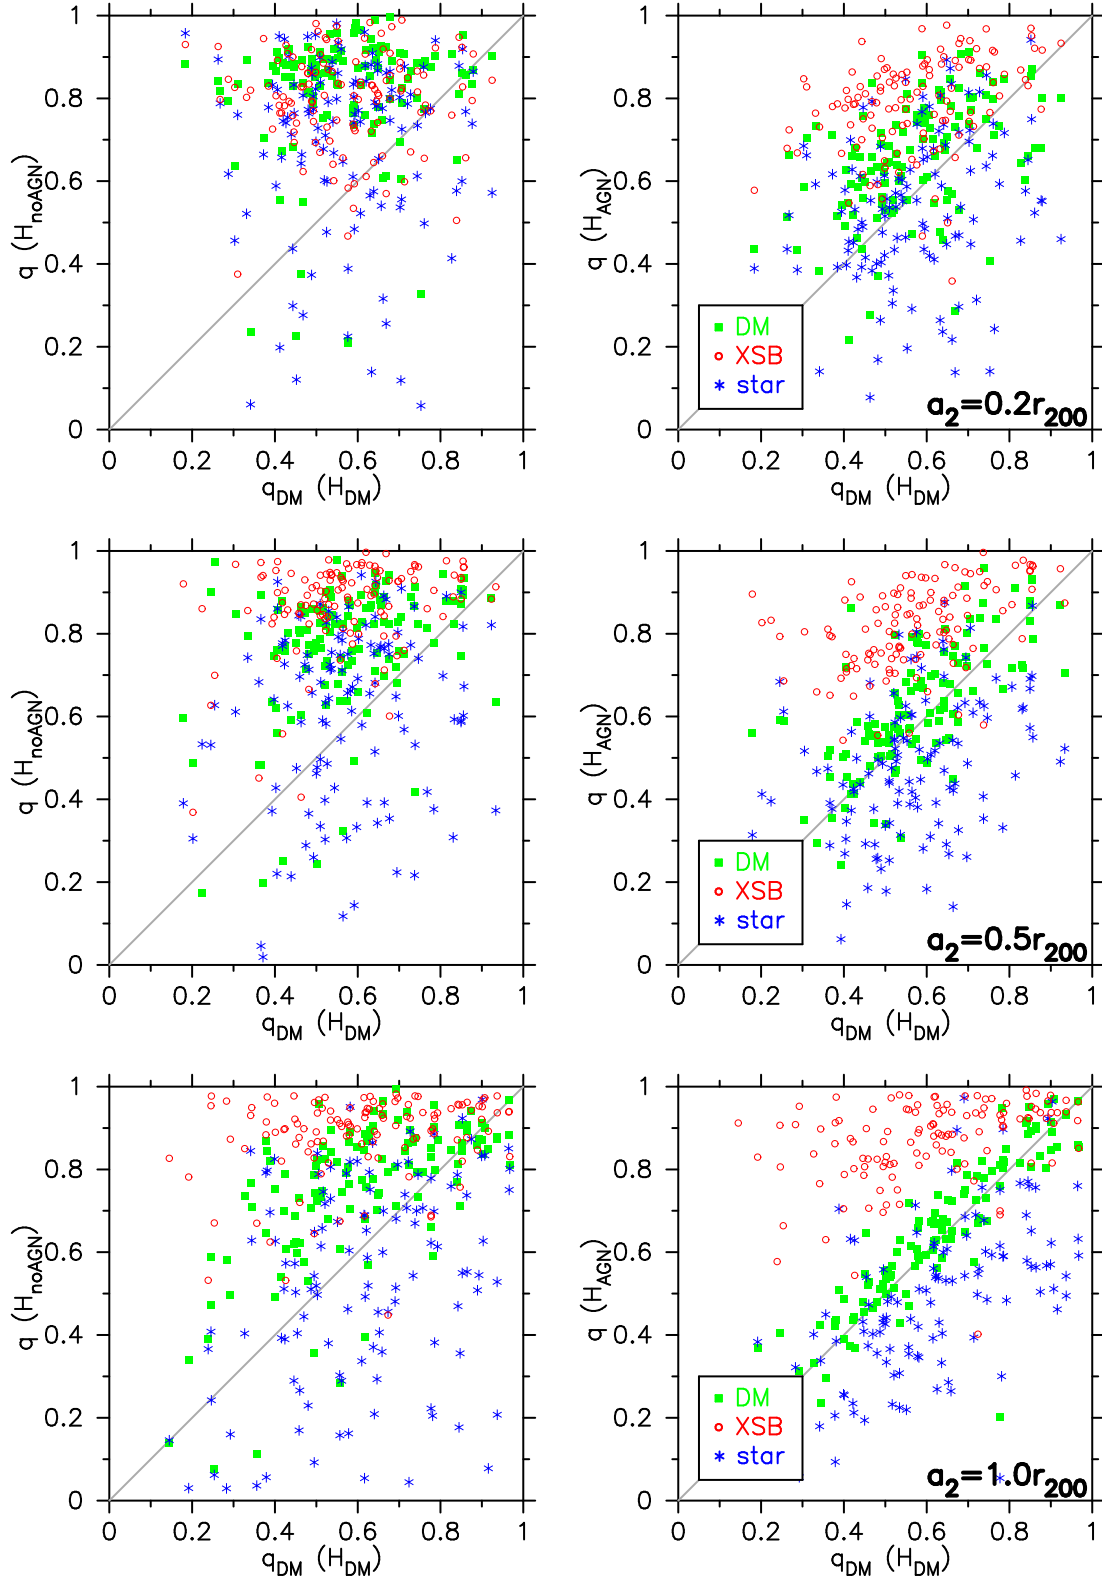 1
0.8
0.6
0.4
0.2
0
q (H_noAGN)
0 0.2 0.4 0.6 0.8 1
q_DM (H_DM)
1
0.8
0.6
0.4
0.2
0
q (H_AGN)
DM
XSB
star
a_2=0.2r_200
0 0.2 0.4 0.6 0.8 1
q_DM (H_DM)
1
0.8
0.6
0.4
0.2
0
q (H_noAGN)
0 0.2 0.4 0.6 0.8 1
q_DM (H_DM)
1
0.8
0.6
0.4
0.2
0
q (H_AGN)
DM
XSB
star
a_2=0.5r_200
0 0.2 0.4 0.6 0.8 1
q_DM (H_DM)
1
0.8
0.6
0.4
0.2
0
q (H_noAGN)
0 0.2 0.4 0.6 0.8 1
q_DM (H_DM)
1
0.8
0.6
0.4
0.2
0
q (H_AGN)
DM
XSB
star
a_2=1.0r_200
0 0.2 0.4 0.6 0.8 1
q_DM (H_DM)